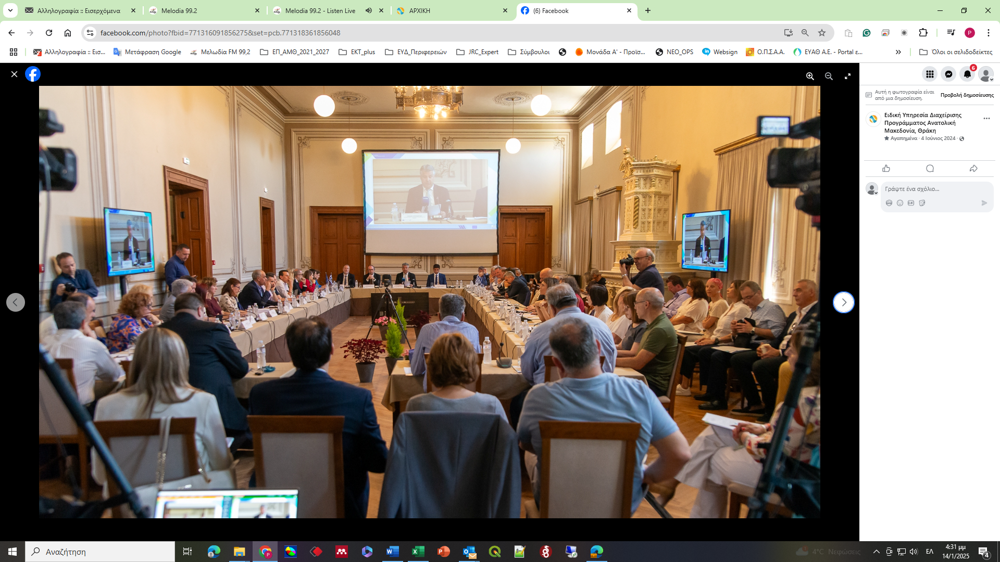 Αλληλογραφία :: Εισερχόμενα
Melodia 99.2
Melodia 99.2 - Listen Live
ΑΡΧΙΚΗ
(6) Facebook
facebook.com/photo?fbid=771316091856275&set=pcb.771318361856048
P
Αλληλογραφία :: Εισ...
Μετάφραση Google
Μελωδία FM 99,2
ΕΠ_ΑΜΘ_2021_2027
ΕΚΤ_plus
ΕΥΔ_Περιφερειών
JRC_Expert
Σύμβουλοι
Μονάδα Α' - Προϊσ...
NEO_OPS
Websign
Ο.Π.Σ.Α.Α.
ΕΥΑΘ Α.Ε. - Portal ε...
Όλοι οι σελιδοδείκτες
6
Αυτή η φωτογραφία είναι
από μια δημοσίευση.
Προβολή δημοσίευσης
Ειδική Υπηρεσία Διαχείρισης
Προγράμματος Ανατολική
Μακεδονία, Θράκη
Αγαπημένα · 4 Ιούνιος 2024 ·
Γράψτε ένα σχόλιο...
GIF
Αναζήτηση
4°C Νεφώσεις
ΕΛ
4:31 μμ
14/1/2025
4